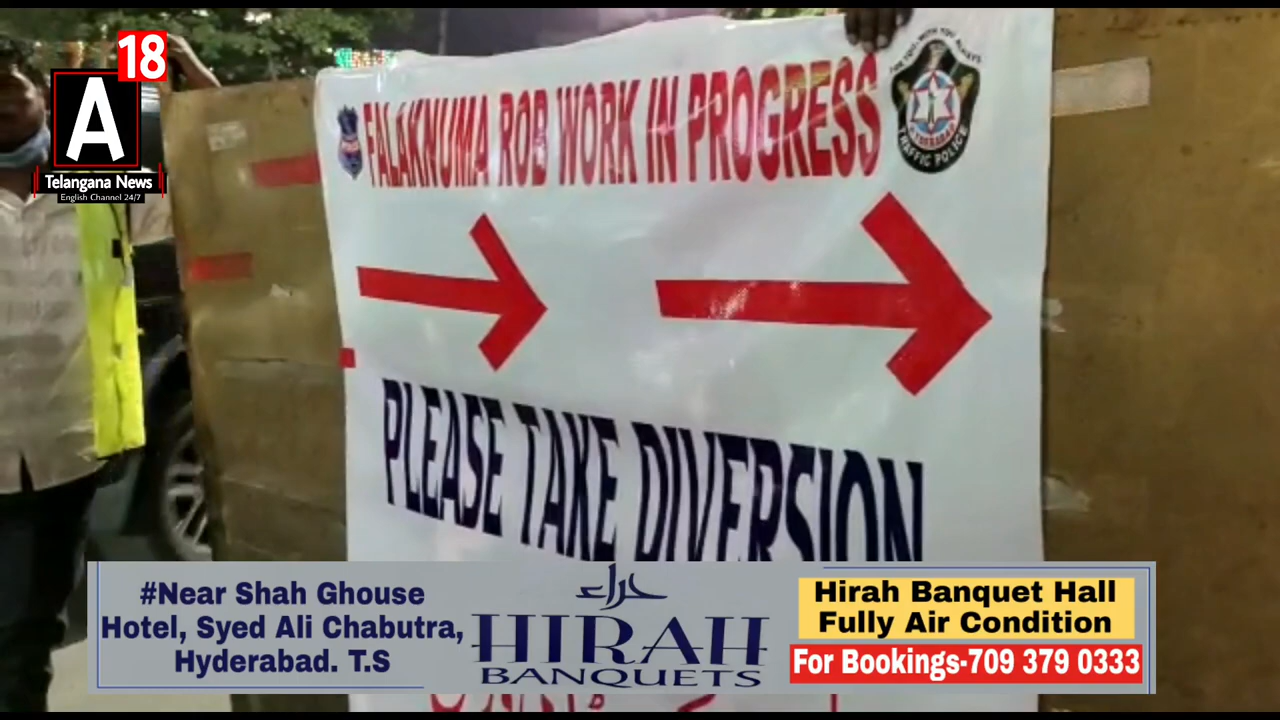 18
A
Telangana News
English Channel 24/7
FALAKNUMA ROB WORK IN PROGRESS
TRAFFIC POLICE
PLEASE TAKE DIVERSION
#Near Shah Ghouse
Hotel, Syed Ali Chabutra,
Hyderabad. T.S
حراء
HIRAH
BANQUETS
Hirah Banquet Hall
Fully Air Condition
For Bookings-709 379 0333